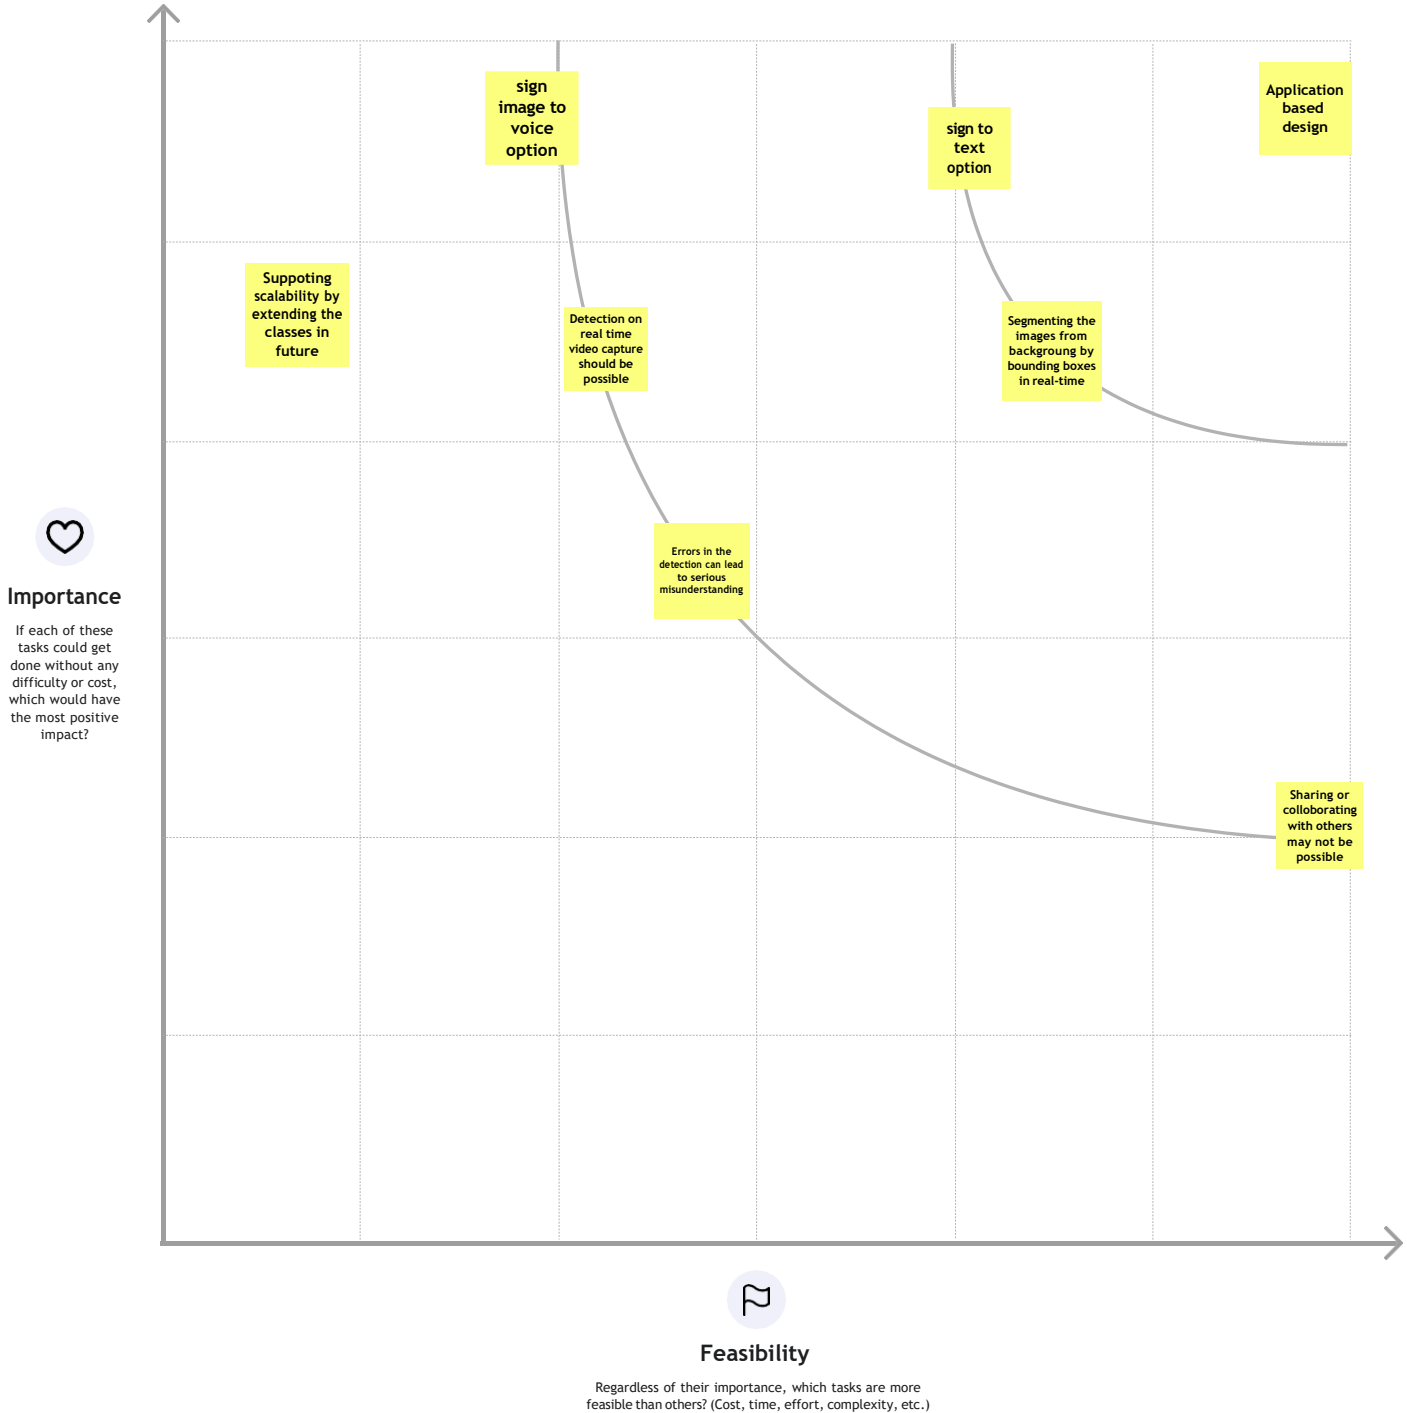 sign
image to
voice
option
sign to
text
option
Application
based
design
Suppoting
scalability by
extending the
classes in
future
Detection on
real time
video capture
should be
possible
Segmenting the
images from
backgroung by
bounding boxes
in real-time
Errors in the
detection can lead
to serious
misunderstanding
Importance
If each of these
tasks could get
done without any
difficulty or cost,
which would have
the most positive
impact?
Sharing or
colloborating
with others
may not be
possible
Feasibility
Regardless of their importance, which tasks are more
feasible than others? (Cost, time, effort, complexity, etc.)